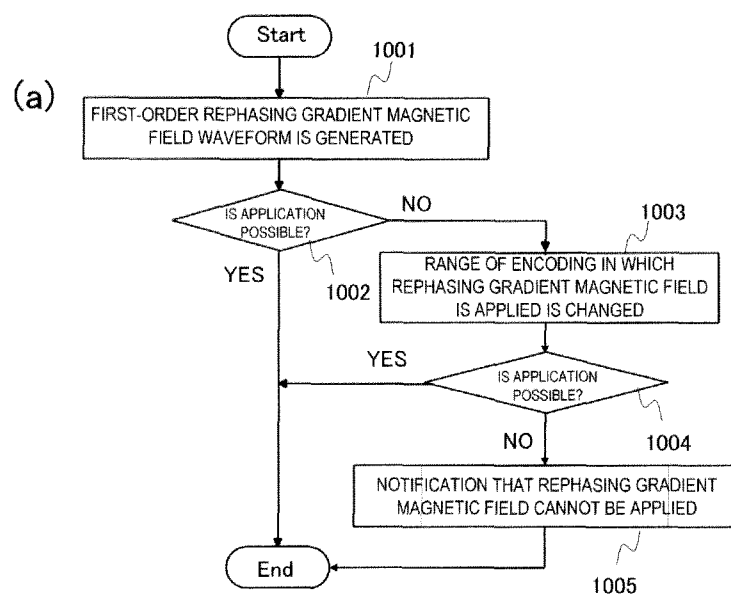 Start
1001
(a)
FIRST-ORDER REPHASING GRADIENT MAGNETIC
FIELD WAVEFORM IS GENERATED
IS APPLICATION
POSSIBLE?
NO
1003
YES
1002
RANGE OF ENCODING IN WHICH
REPHASING GRADIENT MAGNETIC FIELD
IS APPLIED IS CHANGED
YES
IS APPLICATION
POSSIBLE?
1004
NO
NOTIFICATION THAT REPHASING GRADIENT
MAGNETIC FIELD CANNOT BE APPLIED
End
1005